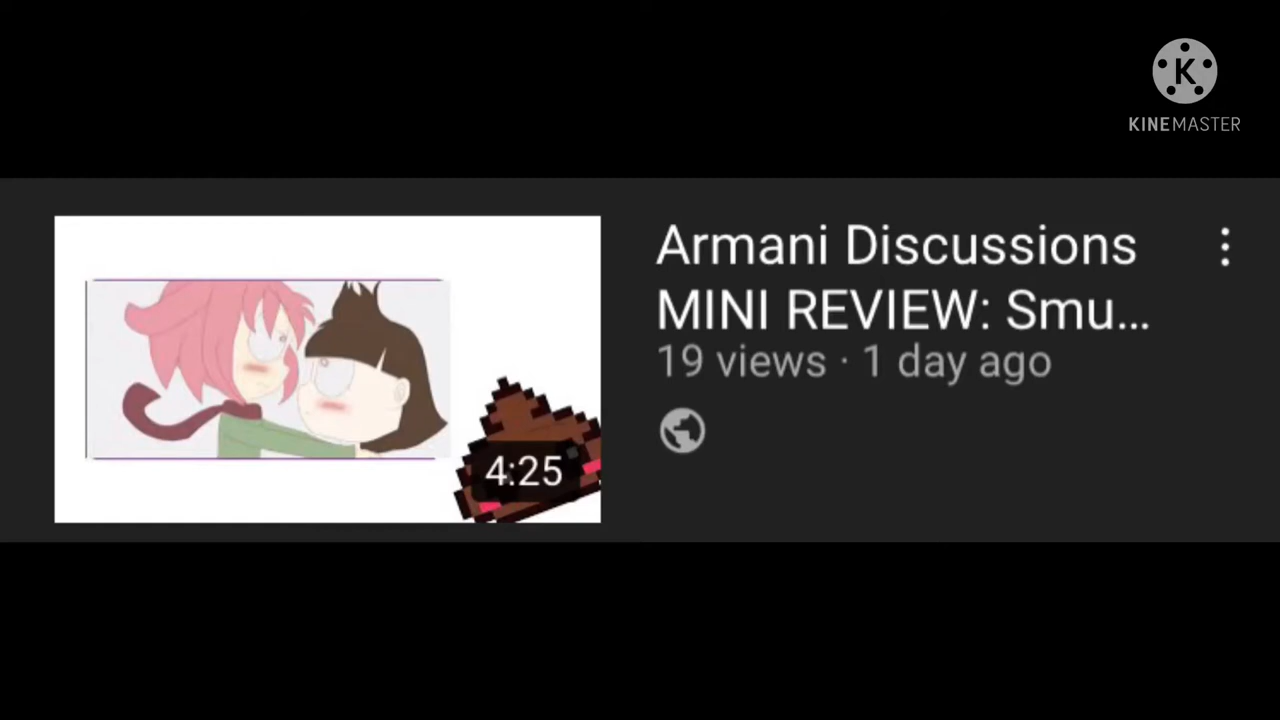 K
KINEMASTER
Armani Discussions
MINI REVIEW: Smu...
19 views · 1 day ago
4:25